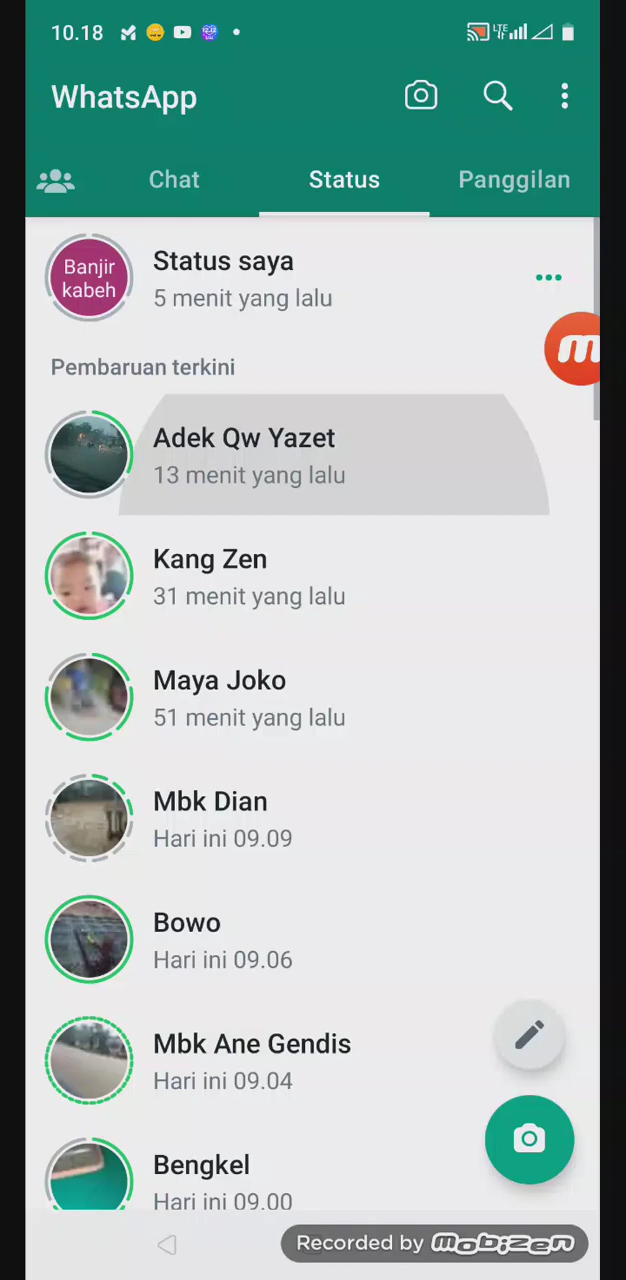 10.18
LTE
WhatsApp
Chat
Status
Panggilan
Banjir
kabeh
Status saya
5 menit yang lalu
Pembaruan terkini
Adek Qw Yazet
13 menit yang lalu
Kang Zen
31 menit yang lalu
Maya Joko
51 menit yang lalu
Mbk Dian
Hari ini 09.09
Bowo
Hari ini 09.06
Mbk Ane Gendis
Hari ini 09.04
Bengkel
Hari ini 09.00
Recorded by mobizen